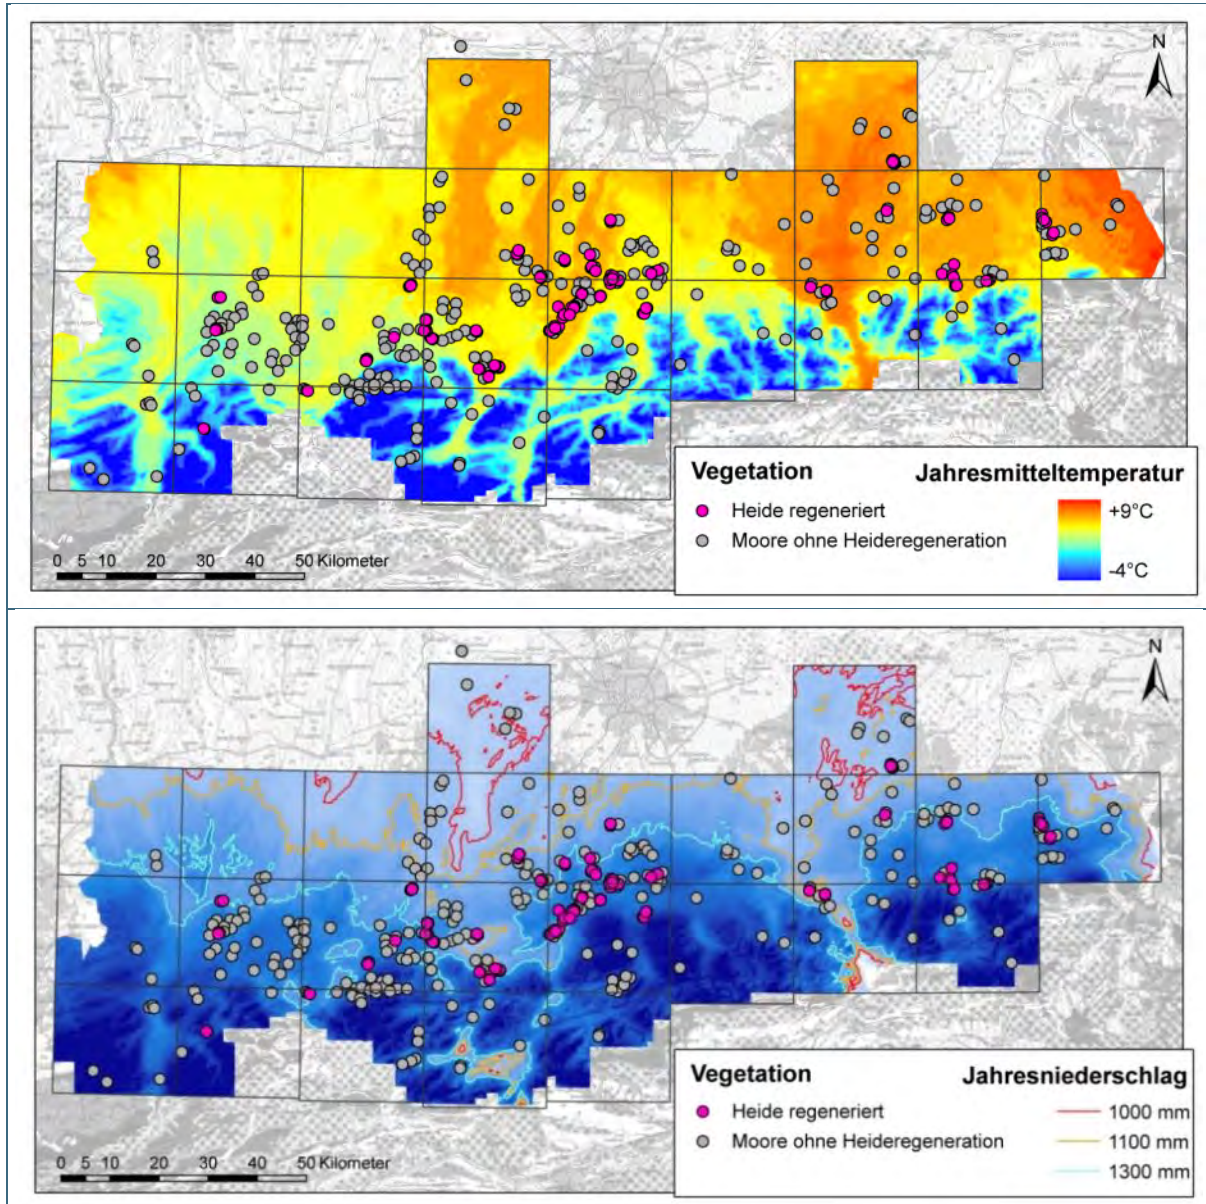 N
Vegetation
Jahresmitteltemperatur
Heide regeneriert
+9°C
Moore ohne Heideregeneration
-4°C
0 5 10 20 30 40 50 Kilometer
N
Vegetation
Jahresniederschlag
Heide regeneriert
1000 mm
Moore ohne Heideregeneration
1100 mm
1300 mm
0 5 10 20 30 40 50 Kilometer